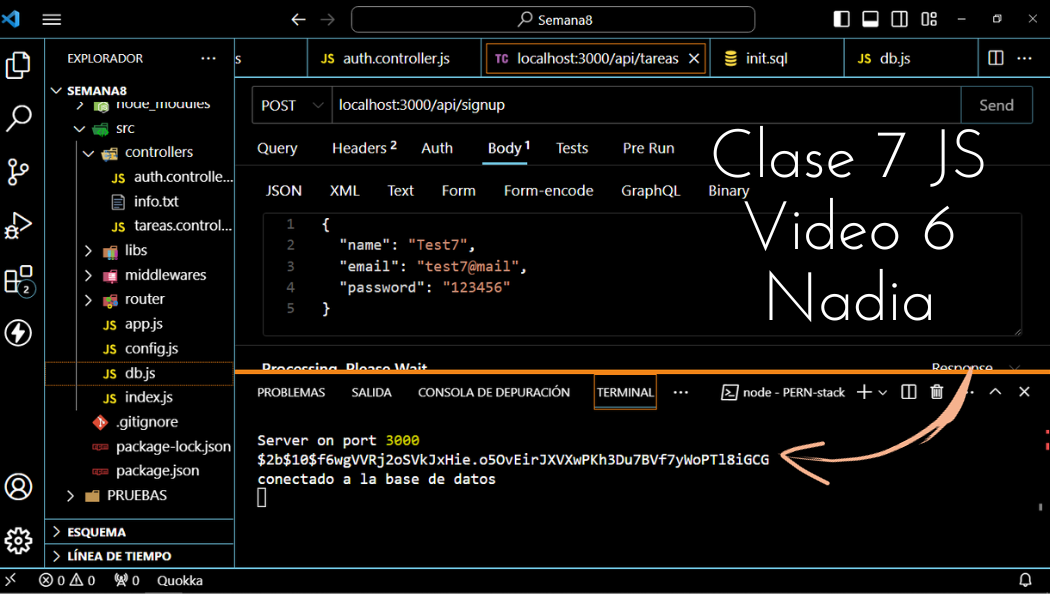 Semana8
EXPLORADOR
s
JS auth.controller.js
TC localhost:3000/api/tareas
init.sql
JS db.js
SEMANA8
node_modules
src
controllers
JS auth.controlle...
info.txt
JS tareas.control...
libs
middlewares
router
JS app.js
JS config.js
JS db.js
JS index.js
.gitignore
package-lock.json
package.json
PRUEBAS
ESQUEMA
LÍNEA DE TIEMPO
2
POST
localhost:3000/api/signup
Send
Query
Headers 2
Auth
Body 1
Tests
Pre Run
JSON
XML
Text
Form
Form-encode
GraphQL
Binary
1 {
2 "name": "Test7",
3 "email": "test7@mail",
4 "password": "123456"
5 }
Clase 7 JS
Video 6
Nadia
Processing, Please Wait
Response
PROBLEMAS
SALIDA
CONSOLA DE DEPURACIÓN
TERMINAL
node - PERN-stack
Server on port 3000
$2b$10$f6wgVVRj2oSVkJxHie.o5OvEirJXVXwPKh3Du7BVf7yWoPTl8iGCG
conectado a la base de datos
0 0
0
Quokka